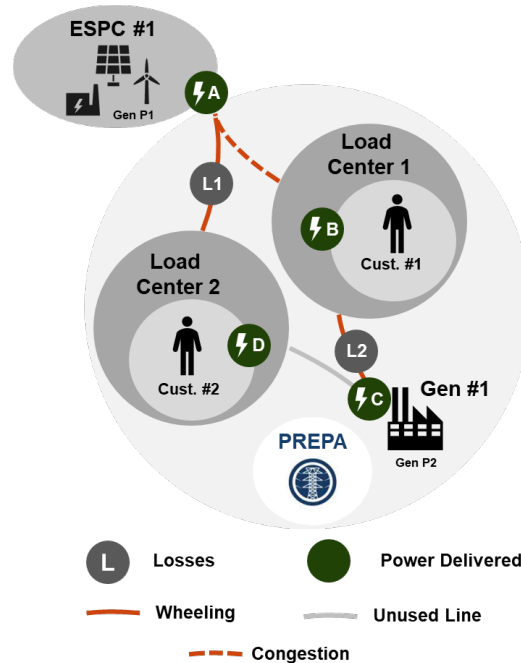 ESPC #1
Gen P1
A
L1
Load
Center 1
B
Cust. #1
Load
Center 2
D
Cust. #2
L2
C
Gen #1
Gen P2
PREPA
L
Losses
Power Delivered
Wheeling
Unused Line
Congestion